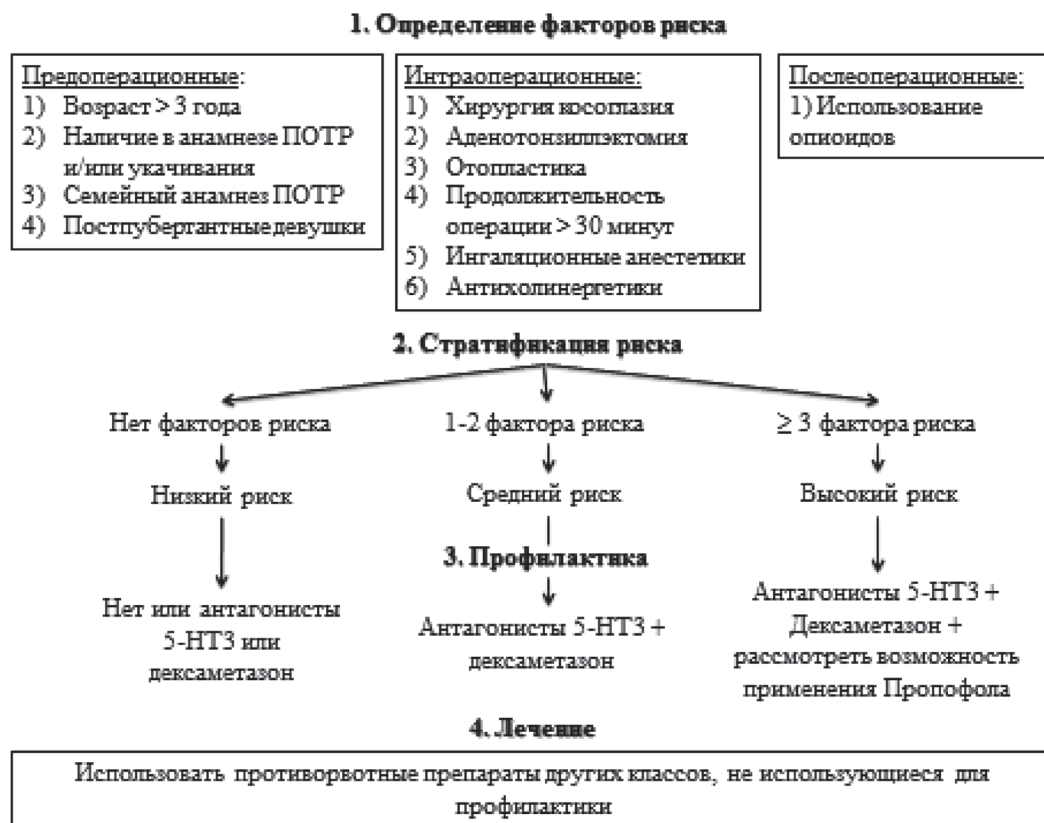 1. Определение факторов риска
Предоперационные:
1) Возраст > 3 года
2) Наличие в анамнезе ПОТР
и/или укачивания
3) Семейный анамнез ПОТР
4) Постпубертантные девушки
Интраоперационные:
1) Хирургия косоглазия
2) Аденотонзиллэктомия
3) Отопластика
4) Продолжительность
операции > 30 минут
5) Ингаляционные анестетики
6) Антихолинергетики
Послеоперационные:
1) Использование
опиоидов
2. Стратификация риска
Нет факторов риска
1-2 фактора риска
≥ 3 фактора риска
Низкий риск
Средний риск
Высокий риск
3. Профилактика
Нет или антагонисты
5-НТ3 или
дексаметазон
Антагонисты 5-НТ3 +
дексаметазон
Антагонисты 5-НТ3 +
Дексаметазон +
рассмотреть возможность
применения Пропофола
4. Лечение
Использовать противорвотные препараты других классов, не использующиеся для
профилактики